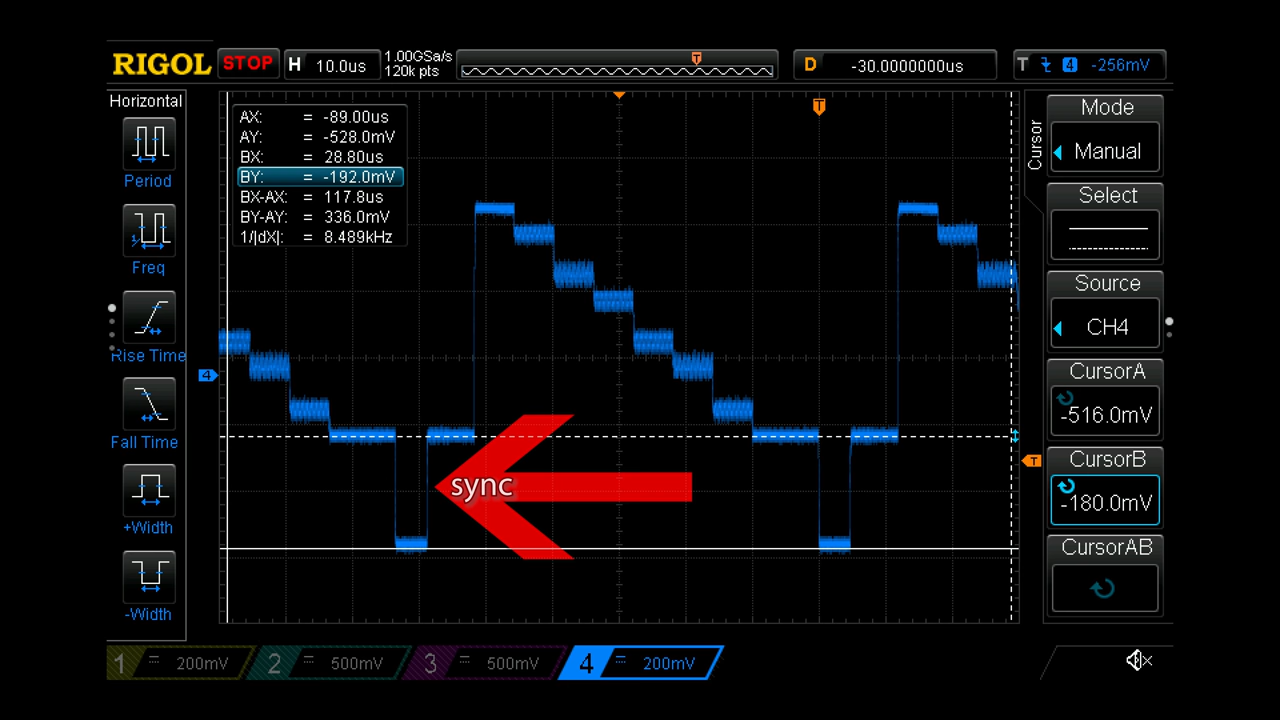 RIGOL STOP H 10.0us 1.00GSa/s D -30.0000000us T 4 -256mV
120k pts
T
Horizontal
Period
Freq
Rise Time
Fall Time
+Width
-Width
AX: = -89.00us
AY: = -528.0mV
BX: = 28.80us
BY: = -192.0mV
BX-AX: = 117.8us
BY-AY: = 336.0mV
1/|dX|: = 8.489kHz
T
4
sync
T
Cursor
Mode
Manual
Select
Source
CH4
CursorA
-516.0mV
CursorB
-180.0mV
CursorAB
1 200mV 2 500mV 3 500mV 4 200mV